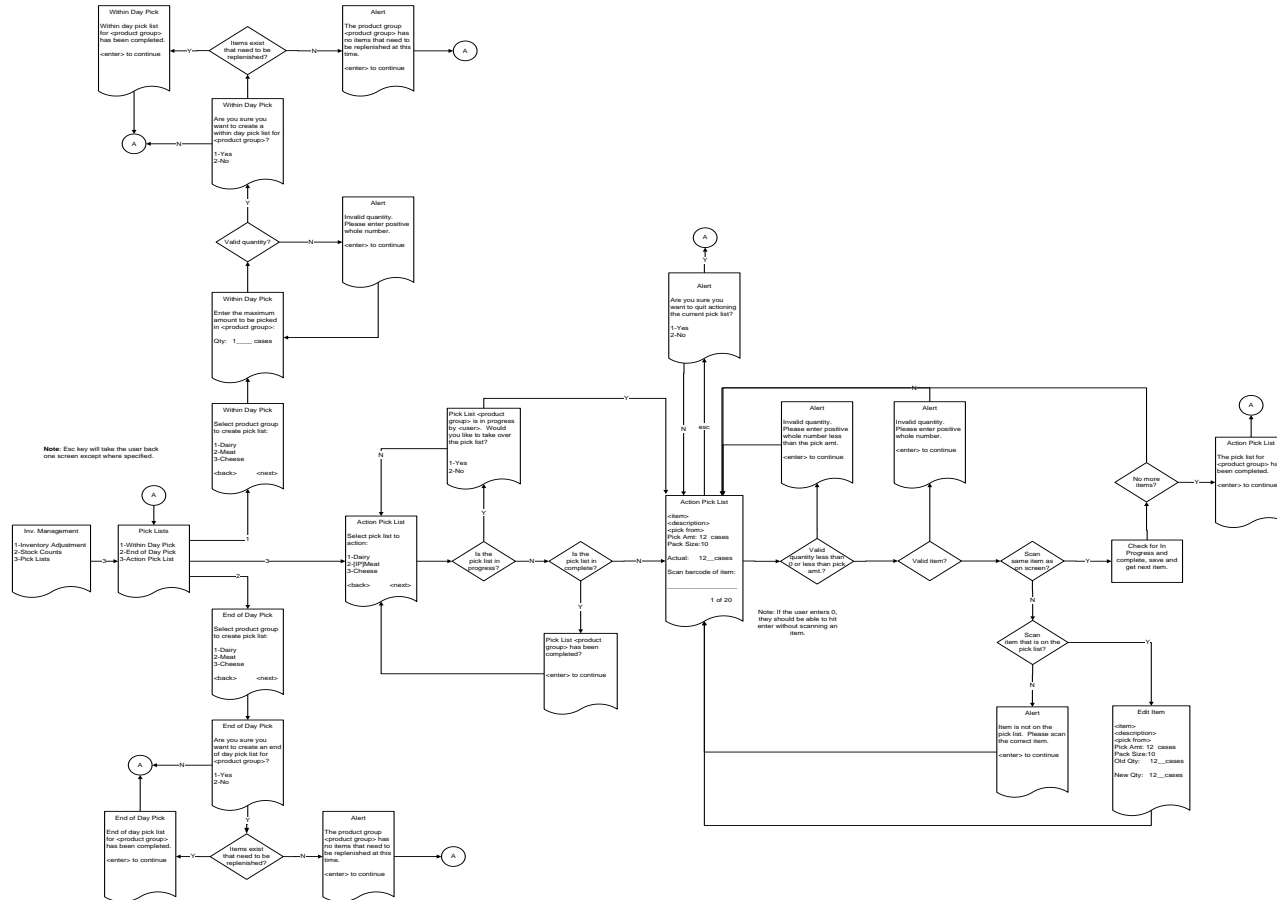 Within Day Pick
Within day pick list
for <product group>
has been completed.
<enter> to continue
Y
Items exist
that need to be
replenished?
N
Alert
The product group
<product group> has
no items that need to
be replenished at this
time.
<enter> to continue
A
Within Day Pick
Are you sure you
want to create a
within day pick list for
<product group>?
1-Yes
2-No
N
A
Y
Valid quantity?
N
Alert
Invalid quantity.
Please enter positive
whole number.
<enter> to continue
Within Day Pick
Enter the maximum
amount to be picked
in <product group>:
Qty: 1____ cases
Within Day Pick
Select product group
to create pick list:
1-Dairy
2-Meat
3-Cheese
<back> <next>
Note: Esc key will take the user back
one screen except where specified.
A
Inv. Management
1-Inventory Adjustment
2-Stock Counts
3-Pick Lists
3
Pick Lists
1-Within Day Pick
2-End of Day Pick
3-Action Pick List
1
3
2
End of Day Pick
Select product group
to create pick list:
1-Dairy
2-Meat
3-Cheese
<back> <next>
End of Day Pick
Are you sure you
want to create an end
of day pick list for
<product group>?
1-Yes
2-No
N
A
Y
End of Day Pick
End of day pick list
for <product group>
has been completed.
<enter> to continue
Y
Items exist
that need to be
replenished?
N
Alert
The product group
<product group> has
no items that need to
be replenished at this
time.
<enter> to continue
A
Action Pick List
Select pick list to
action:
1-Dairy
2-[IP]Meat
3-Cheese
<back> <next>
Pick List <product
group> is in progress
by <user>. Would
you like to take over
the pick list?
1-Yes
2-No
Y
N
Y
Is the
pick list in
progress?
N
Is the
pick list in
complete?
N
Y
Pick List <product
group> has been
completed?
<enter> to continue
A
Y
Alert
Are you sure you
want to quit actioning
the current pick list?
1-Yes
2-No
N
esc
Action Pick List
<item>
<description>
<pick from>
Pick Amt: 12 cases
Pack Size:10
Actual: 12__cases
Scan barcode of item:
1 of 20
Alert
Invalid quantity.
Please enter positive
whole number less
than the pick amt.
<enter> to continue
Valid
quantity less than
0 or less than pick
amt.?
Note: If the user enters 0,
they should be able to hit
enter without scanning an
item.
N
Alert
Invalid quantity.
Please enter positive
whole number.
<enter> to continue
Valid item?
Scan
same item as
on screen?
Y
N
Check for In
Progress and
complete, save and
get next item.
No more
items?
Y
A
Action Pick List
The pick list for
<product group> ha
been completed.
<enter> to continue
Scan
item that is on the
pick list?
Y
N
Alert
Item is not on the
pick list. Please scan
the correct item.
<enter> to continue
Edit Item
<item>
<description>
<pick from>
Pick Amt: 12 cases
Pack Size:10
Old Qty: 12__cases
New Qty: 12__cases